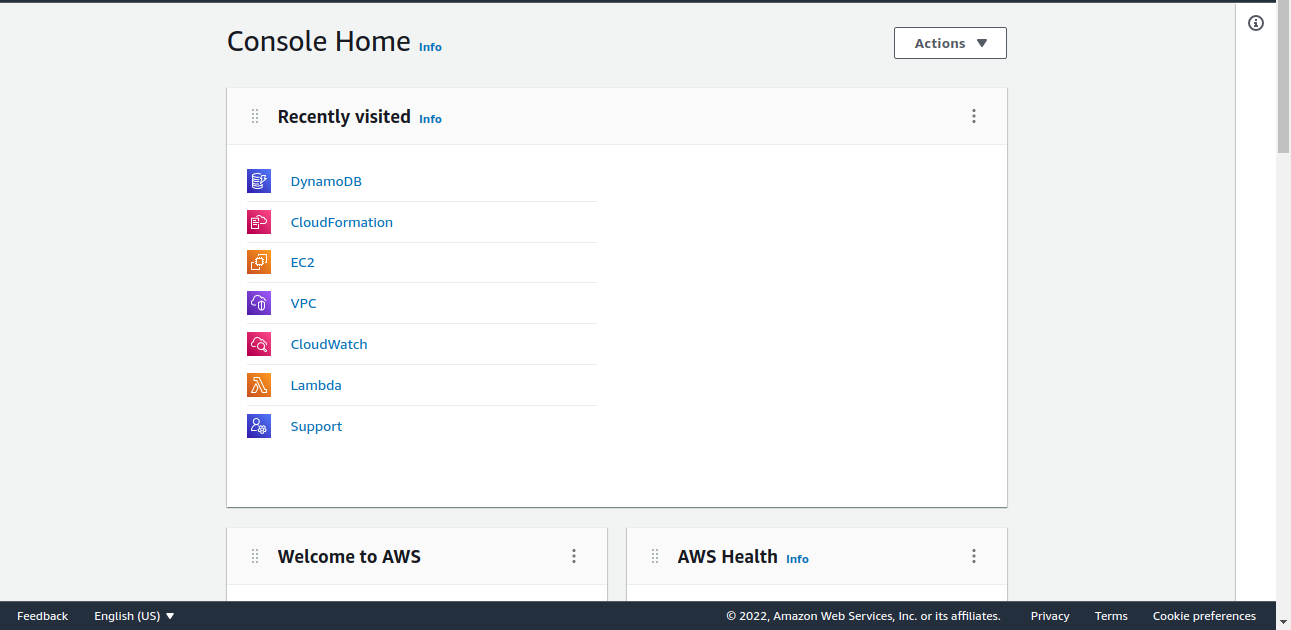 Console Home Info
Actions
Recently visited Info
DynamoDB
CloudFormation
EC2
VPC
CloudWatch
Lambda
Support
Welcome to AWS
AWS Health Info
Feedback English (US) © 2022, Amazon Web Services, Inc. or its affiliates. Privacy Terms Cookie preferences